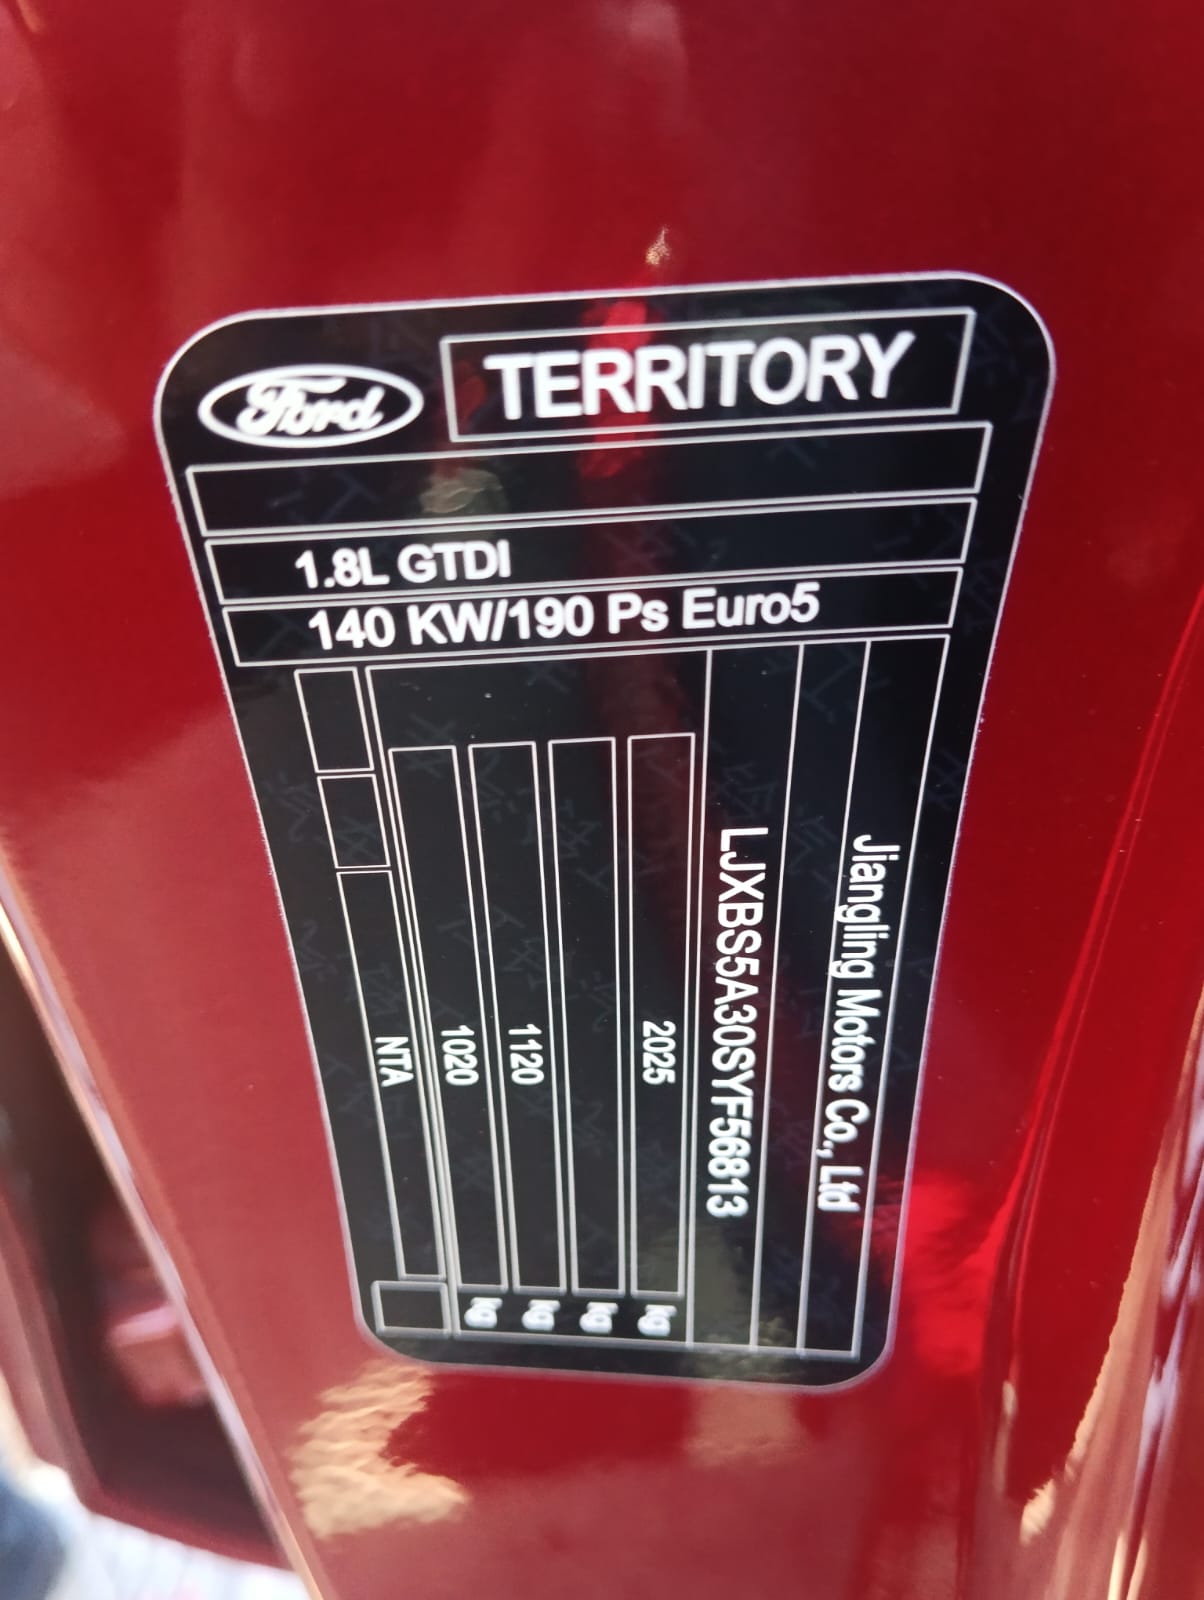 Ford
TERRITORY
1.8L GTDI
140 KW/190 Ps Euro5
Jiangling Motors Co., Ltd
LJXBS5A30SYF56813
2025 kg
kg
1120 kg
1020 kg
NTA